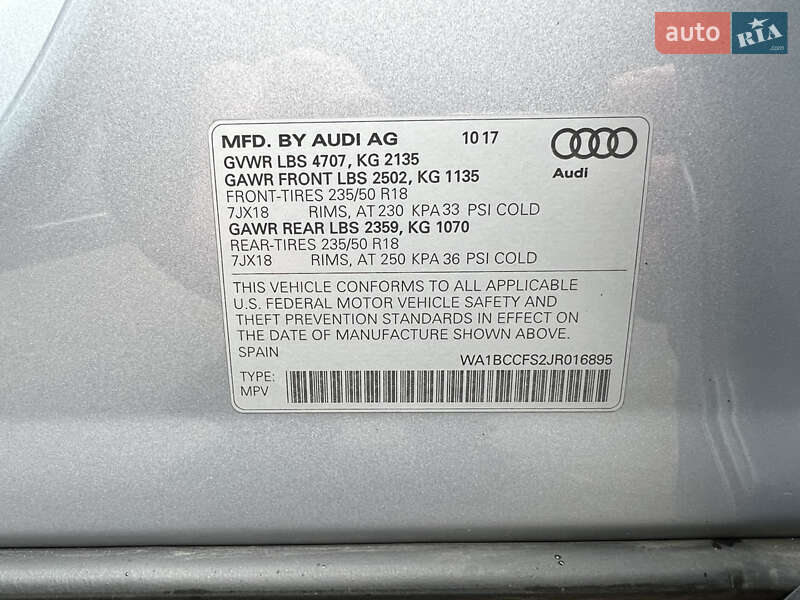 auto RIA.com
MFD. BY AUDI AG 10 17
GVWR LBS 4707, KG 2135
GAWR FRONT LBS 2502, KG 1135
FRONT-TIRES 235/50 R18
7JX18 RIMS, AT 230 KPA 33 PSI COLD
GAWR REAR LBS 2359, KG 1070
REAR-TIRES 235/50 R18
7JX18 RIMS, AT 250 KPA 36 PSI COLD
Audi
THIS VEHICLE CONFORMS TO ALL APPLICABLE
U.S. FEDERAL MOTOR VEHICLE SAFETY AND
THEFT PREVENTION STANDARDS IN EFFECT ON
THE DATE OF MANUFACTURE SHOWN ABOVE.
SPAIN WA1BCCFS2JR016895
TYPE:
MPV